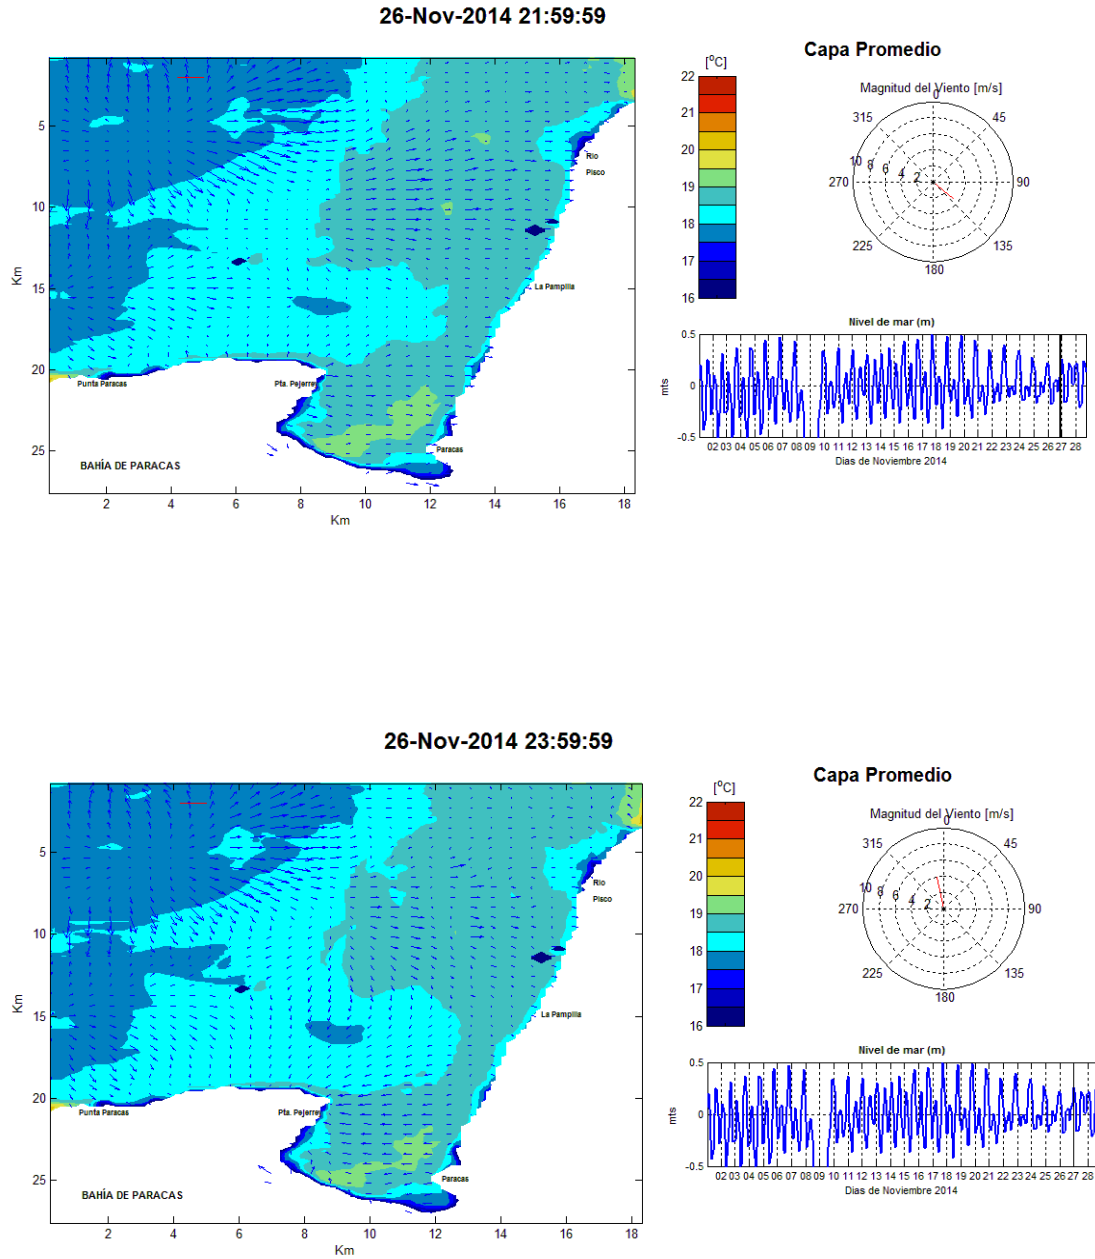 26-Nov-2014 21:59:59
Capa Promedio
[°C]
22
21
20
19
18
17
16
Magnitud del Viento [m/s]
0
315
45
10
8
6
4
2
270
90
225
135
180
Rio
Pisco
La Pampilla
Punta Paracas
Pta. Pejerrey
Paracas
BAHÍA DE PARACAS
5
10
15
20
25
Km
2
4
6
8
10
12
14
16
18
Km
Nivel de mar (m)
0.5
0
-0.5
mts
02 03 04 05 06 07 08 09 10 11 12 13 14 15 16 17 18 19 20 21 22 23 24 25 26 27 28
Dias de Noviembre 2014
26-Nov-2014 23:59:59
Capa Promedio
[°C]
22
21
20
19
18
17
16
Magnitud del Viento [m/s]
0
315
45
10
8
6
4
2
270
90
225
135
180
Rio
Pisco
La Pampilla
Punta Paracas
Pta. Pejerrey
Paracas
BAHÍA DE PARACAS
5
10
15
20
25
Km
2
4
6
8
10
12
14
16
18
Km
Nivel de mar (m)
0.5
0
-0.5
mts
02 03 04 05 06 07 08 09 10 11 12 13 14 15 16 17 18 19 20 21 22 23 24 25 26 27 28
Dias de Noviembre 2014